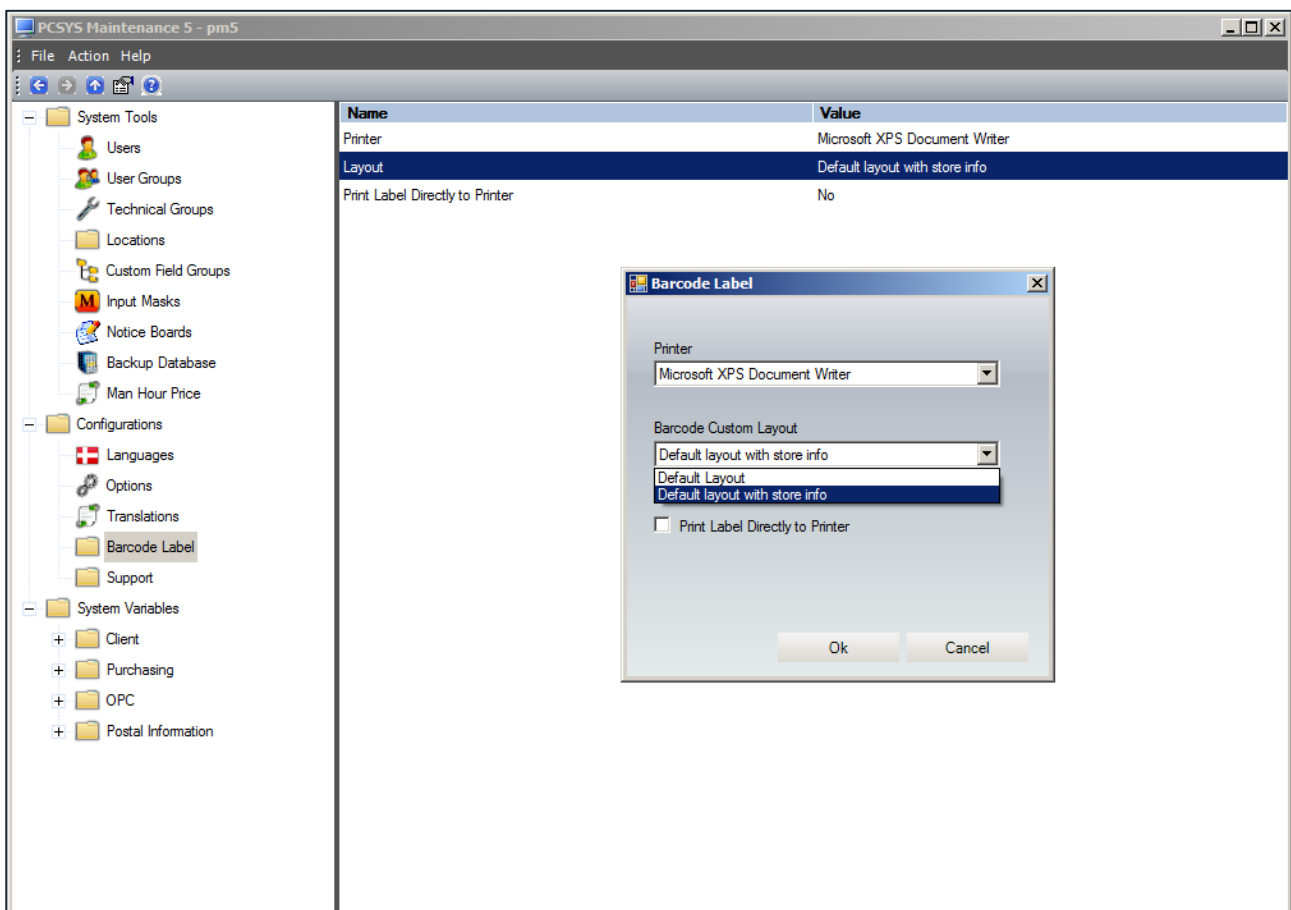 PCSYS Maintenance 5 - pm5
File Action Help
System Tools
Users
User Groups
Technical Groups
Locations
Custom Field Groups
M Input Masks
Notice Boards
Backup Database
Man Hour Price
Configurations
Languages
Options
Translations
Barcode Label
Support
System Variables
Client
Purchasing
OPC
Postal Information
Name Value
Printer Microsoft XPS Document Writer
Layout Default layout with store info
Print Label Directly to Printer No
Barcode Label
Printer
Microsoft XPS Document Writer
Barcode Custom Layout
Default layout with store info
Default Layout
Default layout with store info
Print Label Directly to Printer
Ok Cancel